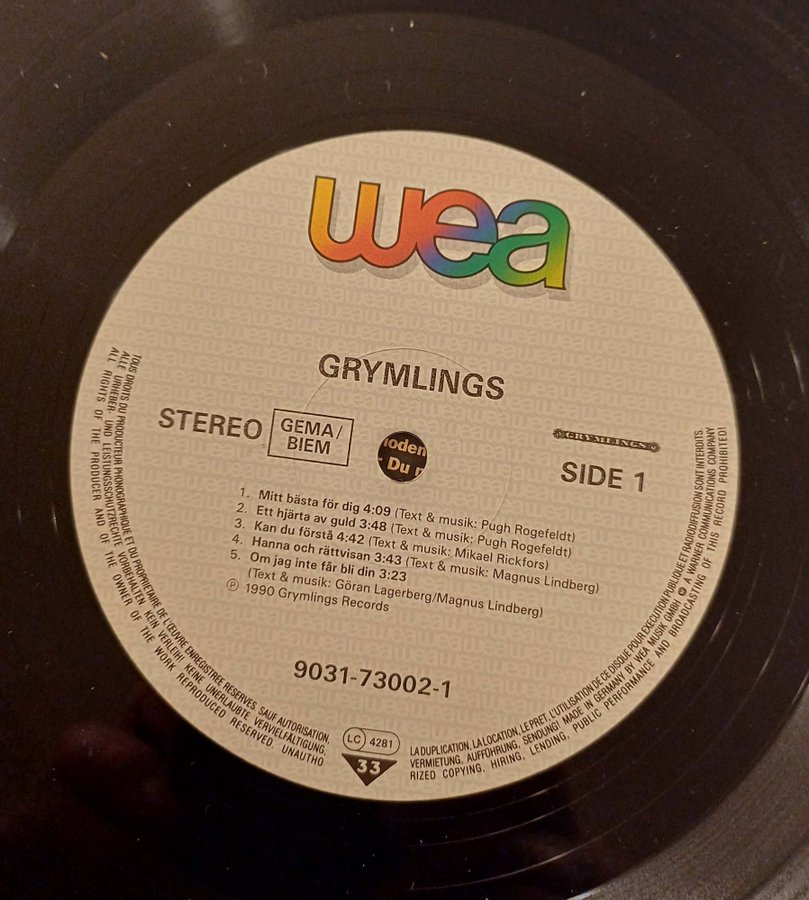 wea
GRYMLINGS
STEREO
GEMA/
BIEM
oden
Du
GRYMLINGS
SIDE 1
1. Mitt bästa för dig 4:09 (Text & musik: Pugh Rogefeldt)
2. Ett hjärta av guld 3:48 (Text & musik: Pugh Rogefeldt)
3. Kan du förstå 4:42 (Text & musik: Mikael Rickfors)
4. Hanna och rättvisan 3:43 (Text & musik: Magnus Lindberg)
5. Om jag inte får bli din 3:23
(Text & musik: Göran Lagerberg/Magnus Lindberg)
℗ 1990 Grymlings Records
9031-73002-1
LC 4281
33
TOUS DROITS DU PRODUCTEUR PHONOGRAPHIQUE ET DU PROPRIETAIRE DE L'ŒUVRE ENREGISTREE RESERVES. SAUF AUTORISATION,
ALLE URHEBER- UND LEISTUNGSSCHUTZRECHTE VORBEHALTEN. KEIN VERLEIH! KEINE UNERLAUBTE VERVIELFÄLTIGUNG,
ALL RIGHTS OF THE PRODUCER AND OF THE OWNER OF THE WORK REPRODUCED RESERVED. UNAUTHO
LA DUPLICATION, LA LOCATION, LE PRET, L'UTILISATION DE CE DISQUE POUR EXECUTION PUBLIQUE ET RADIODIFFUSION SONT INTERDITS.
VERMIETUNG, AUFFÜHRUNG, SENDUNG! MADE IN GERMANY BY WEA MUSIK GMBH A WARNER COMMUNICATIONS COMPANY
RIZED COPYING, HIRING, LENDING, PUBLIC PERFORMANCE AND BROADCASTING OF THIS RECORD PROHIBITED!